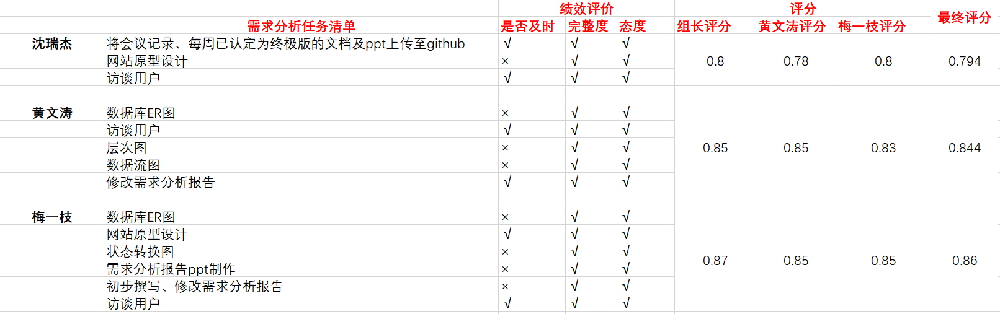 绩效评价 评分 最终评分
需求分析任务清单 是否及时 完整度 态度 组长评分 黄文涛评分 梅一枝评分
沈瑞杰 将会议记录、每周已认定为终极版的文档及ppt上传至github √ √ √
网站原型设计 × √ √ 0.8 0.78 0.8 0.794
访谈用户 √ √ √
黄文涛 数据库ER图 × √ √
访谈用户 √ √ √
层次图 × √ √ 0.85 0.85 0.83 0.844
数据流图 × √ √
修改需求分析报告 √ √ √
梅一枝 数据库ER图 × √ √
网站原型设计 √ √ √
状态转换图 × √ √ 0.87 0.85 0.85 0.86
需求分析报告ppt制作 × √ √
初步撰写、修改需求分析报告 × √ √
访谈用户 √ √ √